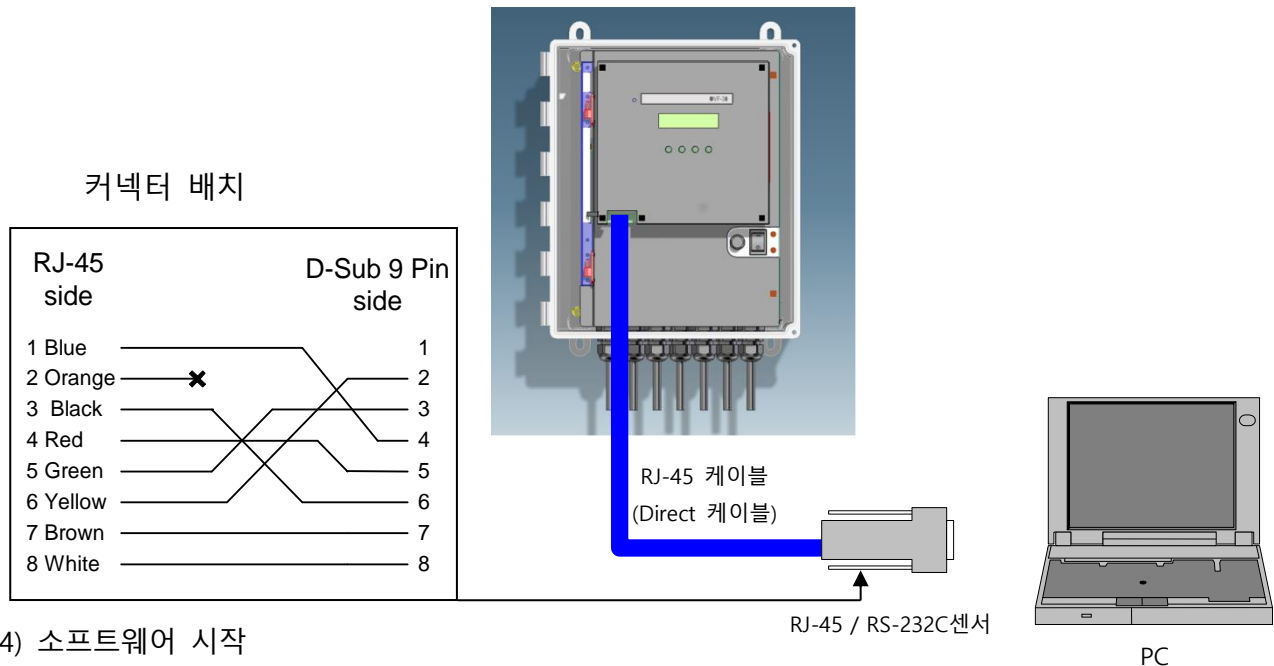 커넥터 배치
RJ-45 side
D-Sub 9 Pin side
1 Blue 1
2 Orange 2
3 Black 3
4 Red 4
5 Green 5
6 Yellow 6
7 Brown 7
8 White 8
RJ-45 케이블
(Direct 케이블)
RJ-45 / RS-232C센서
PC
4) 소프트웨어 시작